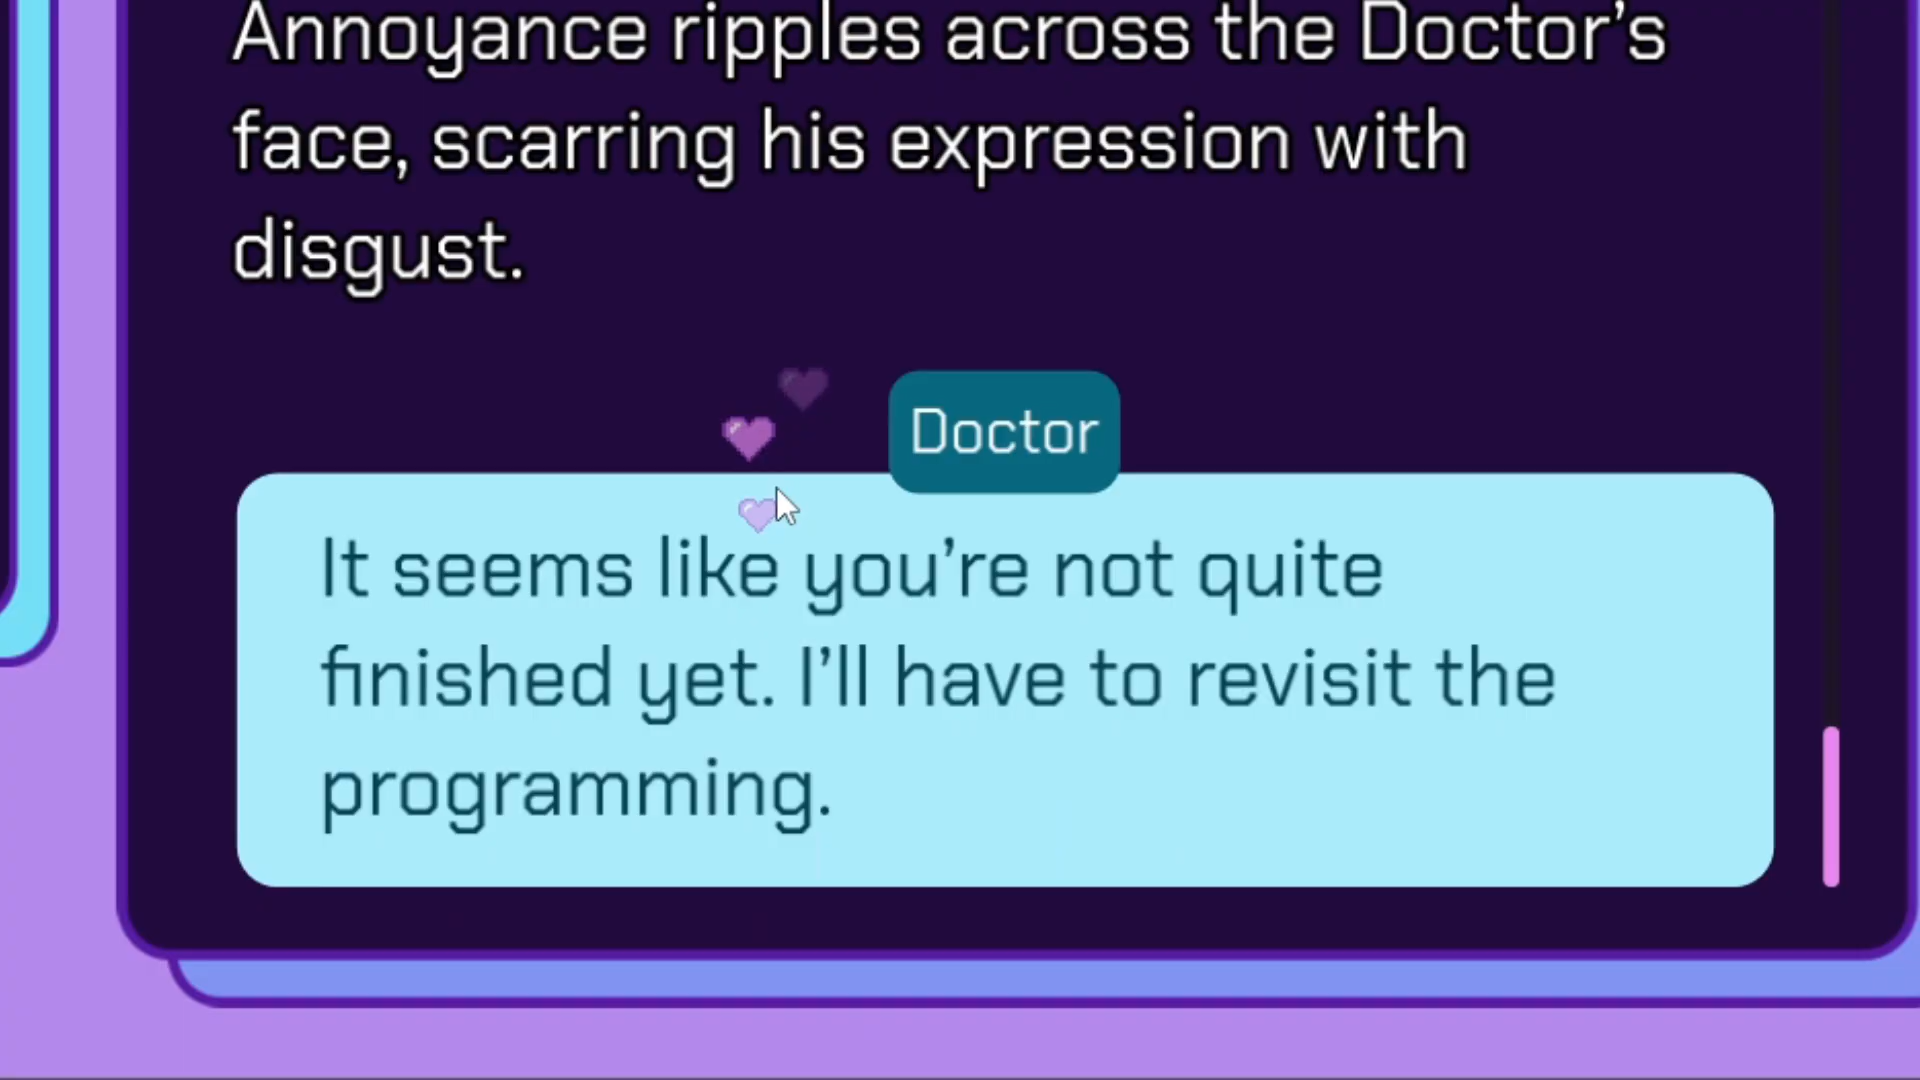 Annoyance ripples across the Doctor’s
face, scarring his expression with
disgust.
Doctor
It seems like you’re not quite
finished yet. I’ll have to revisit the
programming.